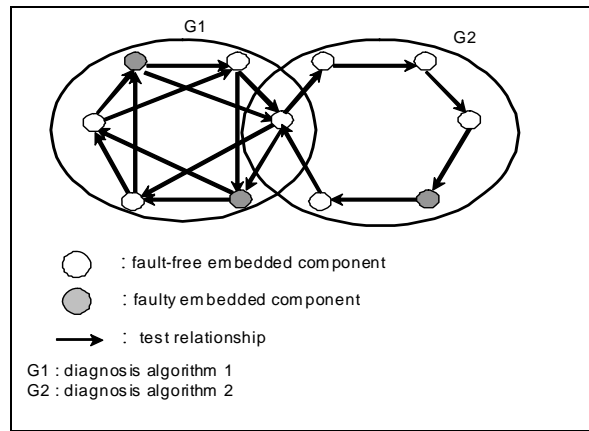 G1
G2
: fault-free embedded component
: faulty embedded component
: test relationship
G1 : diagnosis algorithm 1
G2 : diagnosis algorithm 2